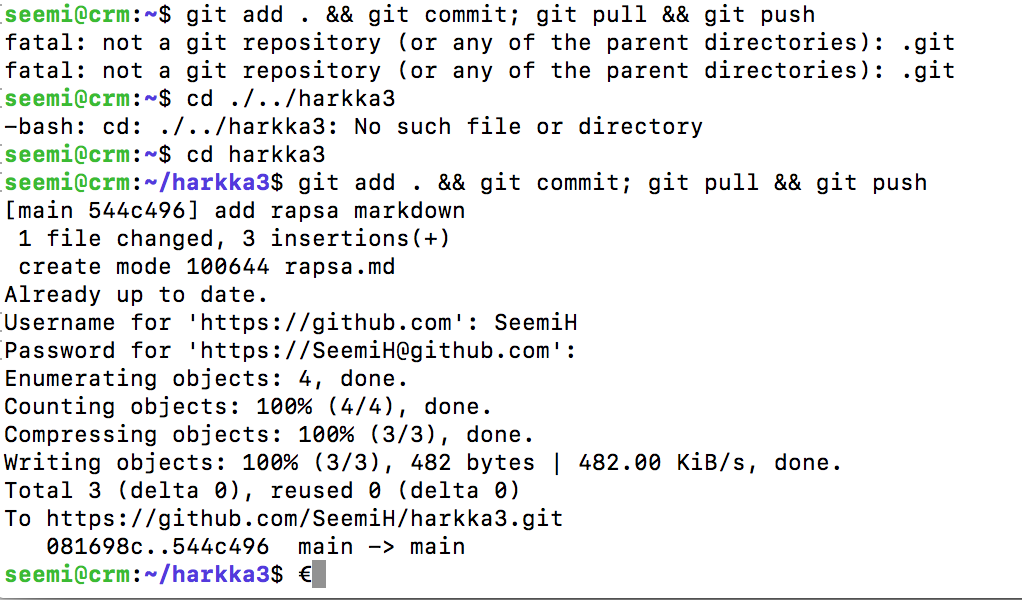 seemi@crm:~$ git add . && git commit; git pull && git push
fatal: not a git repository (or any of the parent directories): .git
fatal: not a git repository (or any of the parent directories): .git
seemi@crm:~$ cd ./../harkka3
-bash: cd: ./../harkka3: No such file or directory
seemi@crm:~$ cd harkka3
seemi@crm:~/harkka3$ git add . && git commit; git pull && git push
[main 544c496] add rapsa markdown
 1 file changed, 3 insertions(+)
 create mode 100644 rapsa.md
Already up to date.
Username for 'https://github.com': SeemiH
Password for 'https://SeemiH@github.com':
Enumerating objects: 4, done.
Counting objects: 100% (4/4), done.
Compressing objects: 100% (3/3), done.
Writing objects: 100% (3/3), 482 bytes | 482.00 KiB/s, done.
Total 3 (delta 0), reused 0 (delta 0)
To https://github.com/SeemiH/harkka3.git
   081698c..544c496  main -> main
seemi@crm:~/harkka3$ €